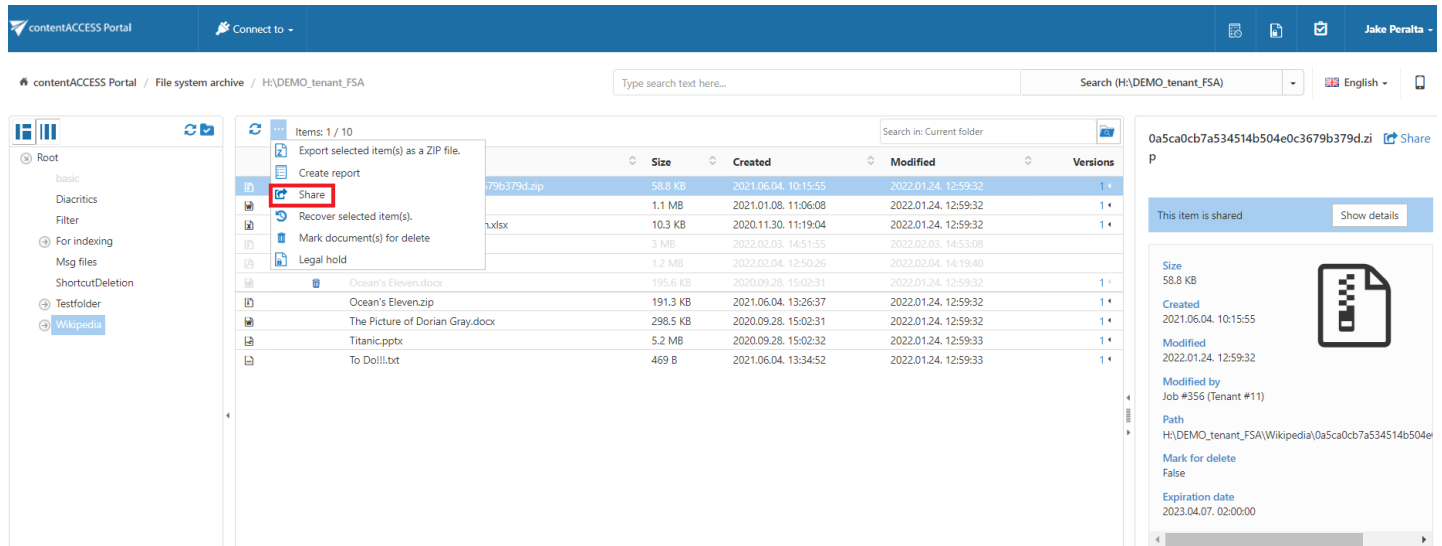 contentACCESS Portal
Connect to
Jake Peralta
contentACCESS Portal / File system archive / H:\DEMO_tenant_FSA
Type search text here...
Search (H:\DEMO_tenant_FSA)
English
Items: 1 / 10
Search in: Current folder
Root
basic
Diacritics
Filter
For indexing
Msg files
ShortcutDeletion
Testfolder
Wikipedia
Export selected item(s) as a ZIP file.
Create report
Share
Recover selected item(s).
Mark document(s) for delete
Legal hold
Size Created Modified Versions
79b379d.zip 58.8 KB 2021.06.04. 10:15:55 2022.01.24. 12:59:32 1
1.1 MB 2021.01.08. 11:06:08 2022.01.24. 12:59:32 1
.xlsx 10.3 KB 2020.11.30. 11:19:04 2022.01.24. 12:59:32 1
3 MB 2022.02.03. 14:51:55 2022.02.03. 14:53:08
1.2 MB 2022.02.04. 12:50:26 2022.02.04. 14:19:40
Ocean's Eleven.docx 195.6 KB 2020.09.28. 15:02:31 2022.01.24. 12:59:32 1
Ocean's Eleven.zip 191.3 KB 2021.06.04. 13:26:37 2022.01.24. 12:59:32 1
The Picture of Dorian Gray.docx 298.5 KB 2020.09.28. 15:02:31 2022.01.24. 12:59:32 1
Titanic.pptx 5.2 MB 2020.09.28. 15:02:32 2022.01.24. 12:59:33 1
To Do!!!.txt 469 B 2021.06.04. 13:34:52 2022.01.24. 12:59:33 1
0a5ca0cb7a534514b504e0c3679b379d.zi Share
p
This item is shared Show details
Size
58.8 KB
Created
2021.06.04. 10:15:55
Modified
2022.01.24. 12:59:32
Modified by
Job #356 (Tenant #11)
Path
H:\DEMO_tenant_FSA\Wikipedia\0a5ca0cb7a534514b504e
Mark for delete
False
Expiration date
2023.04.07. 02:00:00